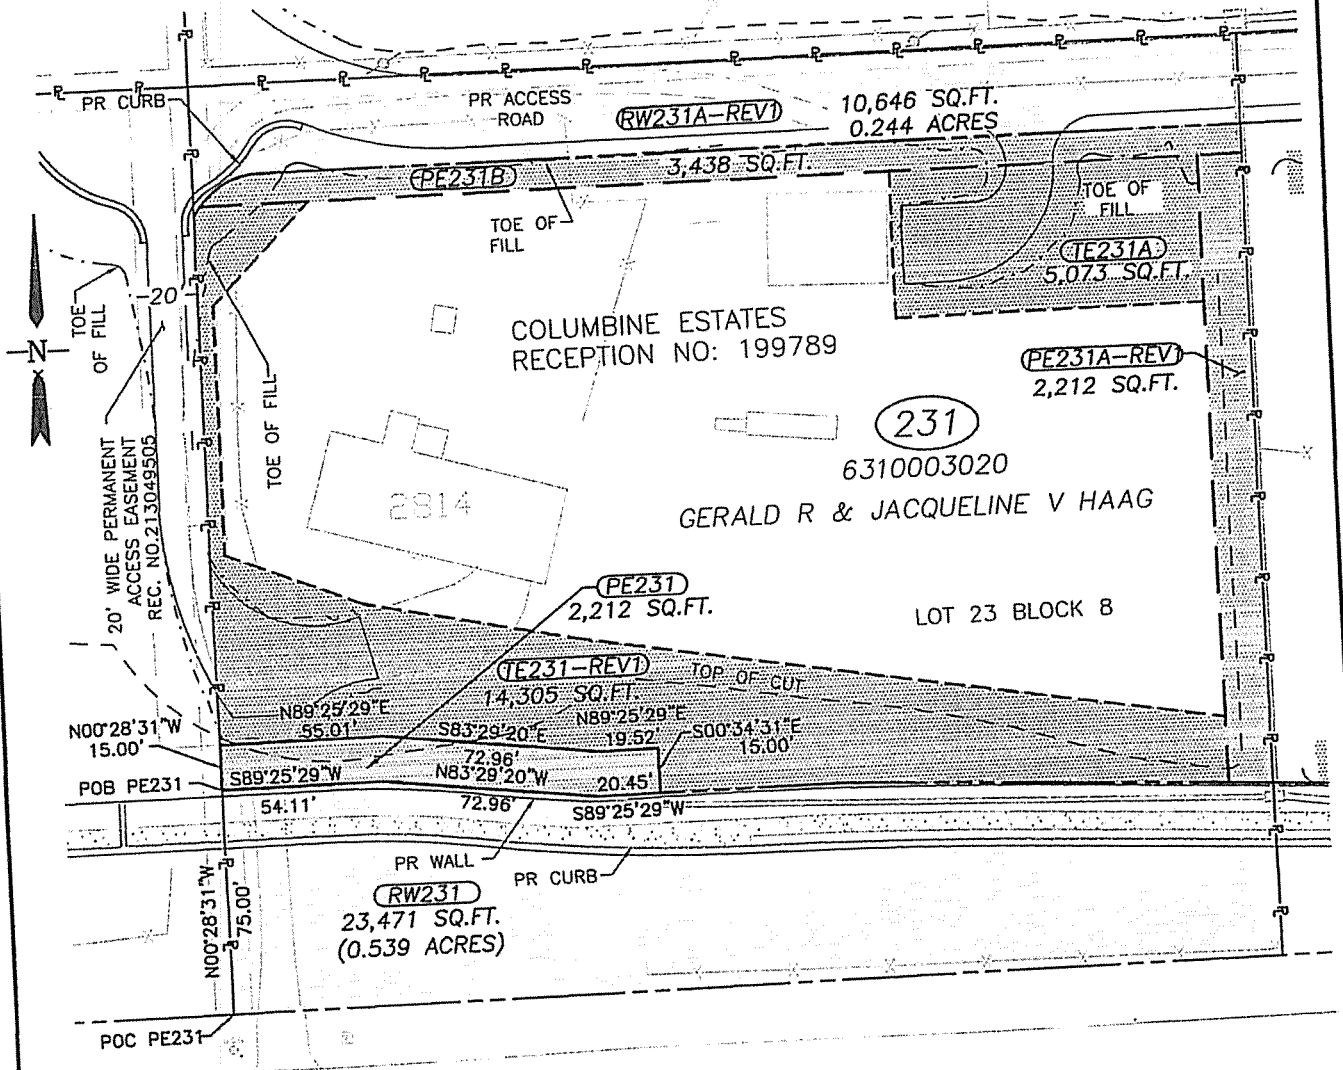 PR CURB
PR ACCESS
ROAD
RW231A-REV1
10,646 SQ.FT.
0.244 ACRES
PE231B
3,438 SQ.FT.
TOE OF
FILL
TOE OF
FILL
TE231A
5,073 SQ.FT.
20'
TOE
OF FILL
N
COLUMBINE ESTATES
RECEPTION NO: 199789
PE231A-REV1
2,212 SQ.FT.
TOE OF FILL
231
6310003020
GERALD R & JACQUELINE V HAAG
2814
20' WIDE PERMANENT
ACCESS EASEMENT
REC. NO.213049505
PE231
2,212 SQ.FT.
LOT 23 BLOCK 8
TE231-REV1
14,305 SQ.FT.
TOP OF CUT
N00°28'31"W
15.00'
N89°25'29"E
55.01'
S83°29'20"E
72.96'
N89°25'29"E
19.52'
S00°34'31"E
15.00'
POB PE231
S89°25'29"W
54.11'
N83°29'20"W
72.96'
20.45'
S89°25'29"W
PR WALL
PR CURB
RW231
23,471 SQ.FT.
(0.539 ACRES)
N00°28'31"W
75.00'
POC PE231